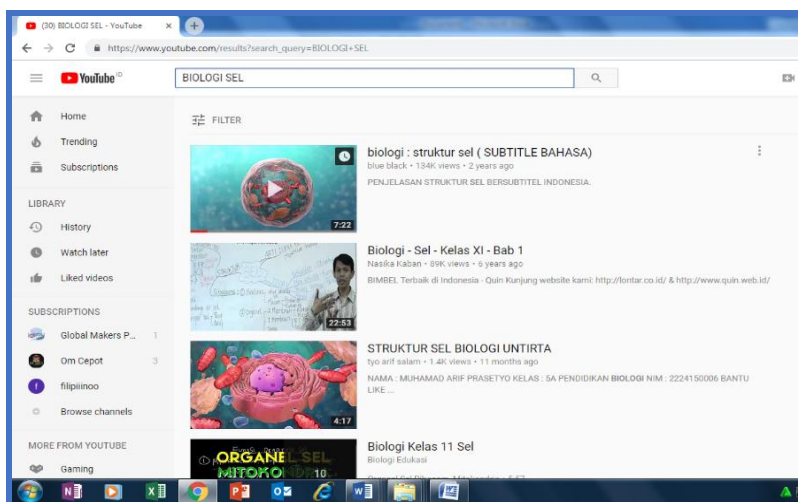 (30) BIOLOGI SEL - YouTube
https://www.youtube.com/results?search_query=BIOLOGI+SEL
YouTube ID
BIOLOGI SEL
Home
Trending
Subscriptions
LIBRARY
History
Watch later
Liked videos
SUBSCRIPTIONS
Global Makers P... 1
Om Cepot 3
filipiinoo
Browse channels
MORE FROM YOUTUBE
Gaming
FILTER
7:22
biologi : struktur sel ( SUBTITLE BAHASA)
blue black • 134K views • 2 years ago
PENJELASAN STRUKTUR SEL BERSUBTITEL INDONESIA.
22:53
Biologi - Sel - Kelas XI - Bab 1
Nasika Kaban • 89K views • 6 years ago
BIMBEL Terbaik di Indonesia - Quin Kunjung website kami: http://lontar.co.id/ & http://www.quin.web.id/
4:17
STRUKTUR SEL BIOLOGI UNTIRTA
tyo arif salam • 1.4K views • 11 months ago
NAMA : MUHAMAD ARIF PRASETYO KELAS : 5A PENDIDIKAN BIOLOGI NIM : 2224150006 BANTU
LIKE ...
ORGANEL SEL
MITOKO
10
Biologi Kelas 11 Sel
Biologi Edukasi